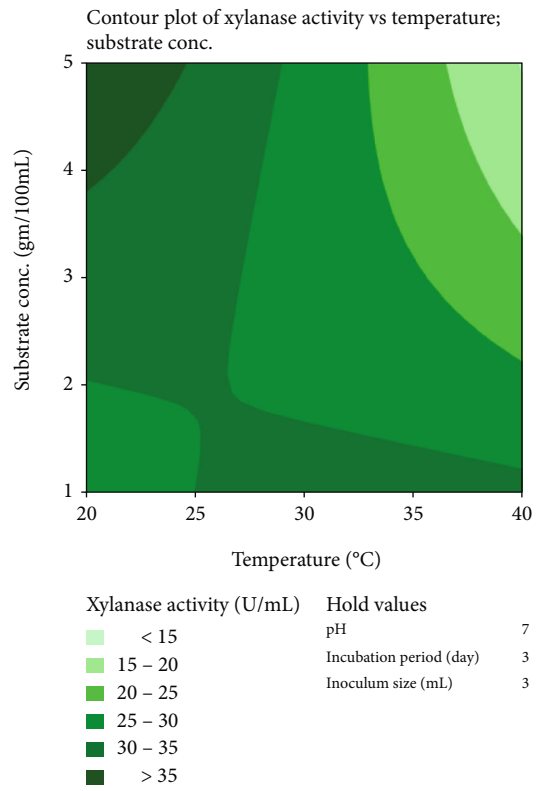 Contour plot of xylanase activity vs temperature;
substrate conc.
5
4
3
2
1
Substrate conc. (gm/100mL)
20 25 30 35 40
Temperature (°C)
Xylanase activity (U/mL)
< 15
15 – 20
20 – 25
25 – 30
30 – 35
> 35
Hold values
pH 7
Incubation period (day) 3
Inoculum size (mL) 3